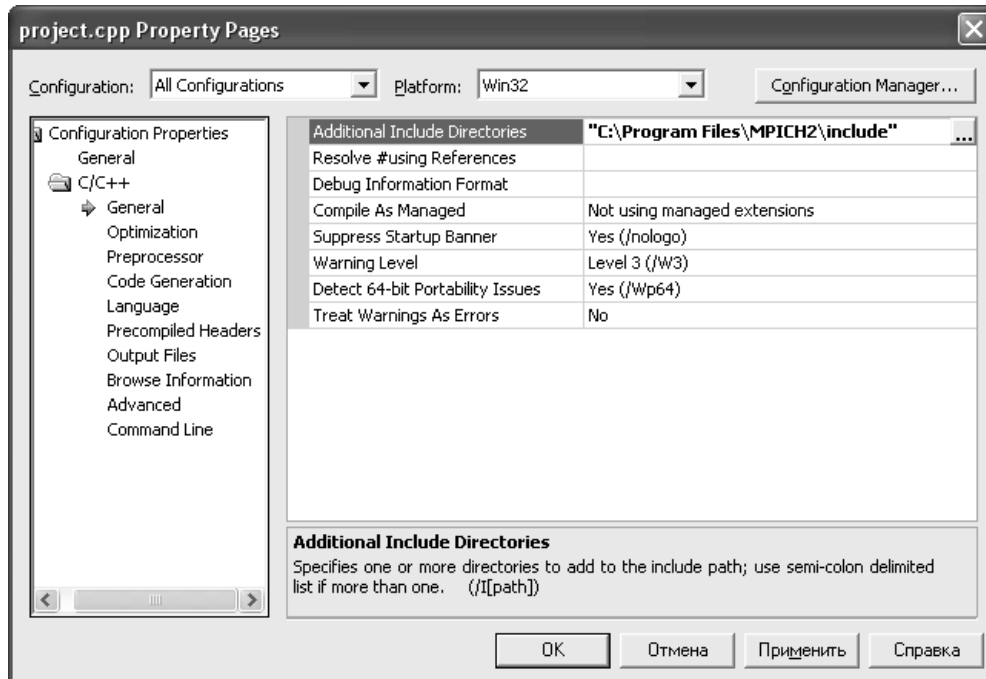 project.cpp Property Pages
Configuration: All Configurations Platform: Win32 Configuration Manager...
Configuration Properties
General
C/C++
General
Optimization
Preprocessor
Code Generation
Language
Precompiled Headers
Output Files
Browse Information
Advanced
Command Line
Additional Include Directories "C:\Program Files\MPICH2\include" ...
Resolve #using References
Debug Information Format
Compile As Managed Not using managed extensions
Suppress Startup Banner Yes (/nologo)
Warning Level Level 3 (/W3)
Detect 64-bit Portability Issues Yes (/Wp64)
Treat Warnings As Errors No
Additional Include Directories
Specifies one or more directories to add to the include path; use semi-colon delimited
list if more than one. (/I[path])
OK Отмена Применить Справка